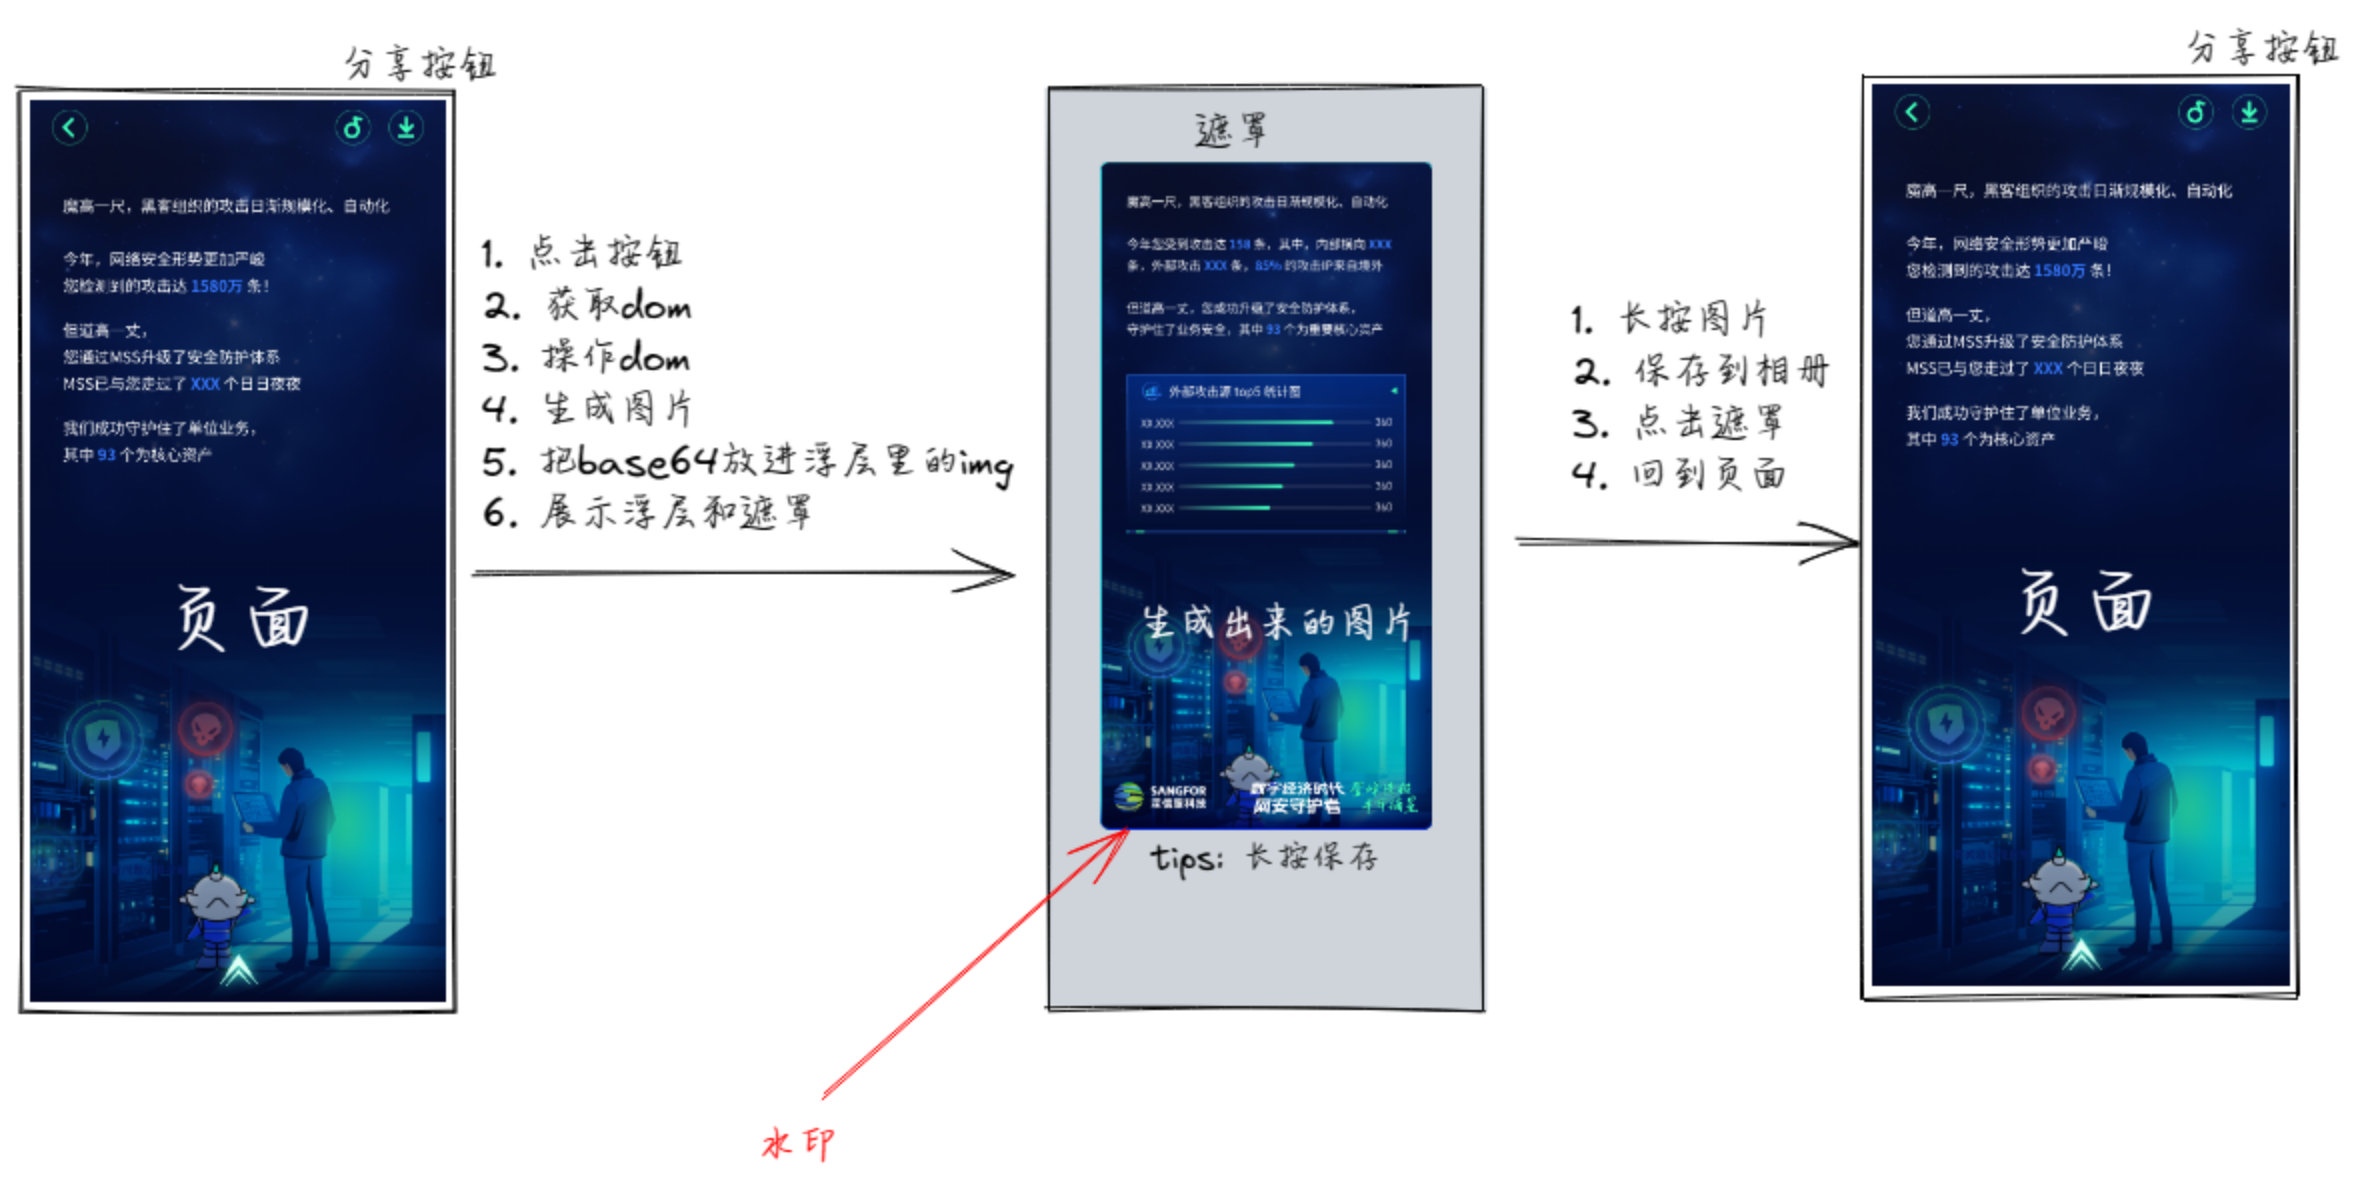 分享按钮
魔高一尺，黑客组织的攻击日渐规模化、自动化
今年，网络安全形势更加严峻
您检测到的攻击达 1580万 条！
但道高一丈，
您通过MSS升级了安全防护体系
MSS已与您走过了 XXX 个日日夜夜
我们成功守护住了单位业务，
其中 93 个为核心资产
页面
1. 点击按钮
2. 获取dom
3. 操作dom
4. 生成图片
5. 把base64放进浮层里的img
6. 展示浮层和遮罩
遮罩
魔高一尺，黑客组织的攻击日渐规模化、自动化
今年您受到攻击达 158 条，其中，内部横向 XXX
条，外部攻击 XXX 条，85% 的攻击IP来自境外
但道高一丈，您成功升级了安全防护体系，
守护住了业务安全，其中 93 个为重要核心资产
外部攻击源 top5 统计图
XX.XXX 360
XX.XXX 360
XX.XXX 360
XX.XXX 360
XX.XXX 360
生成出来的图片
SANGFOR
深信服科技
数字经济时代
网安守护者
tips: 长按保存
水印
1. 长按图片
2. 保存到相册
3. 点击遮罩
4. 回到页面
分享按钮
魔高一尺，黑客组织的攻击日渐规模化、自动化
今年，网络安全形势更加严峻
您检测到的攻击达 1580万 条！
但道高一丈，
您通过MSS升级了安全防护体系
MSS已与您走过了 XXX 个日日夜夜
我们成功守护住了单位业务，
其中 93 个为核心资产
页面